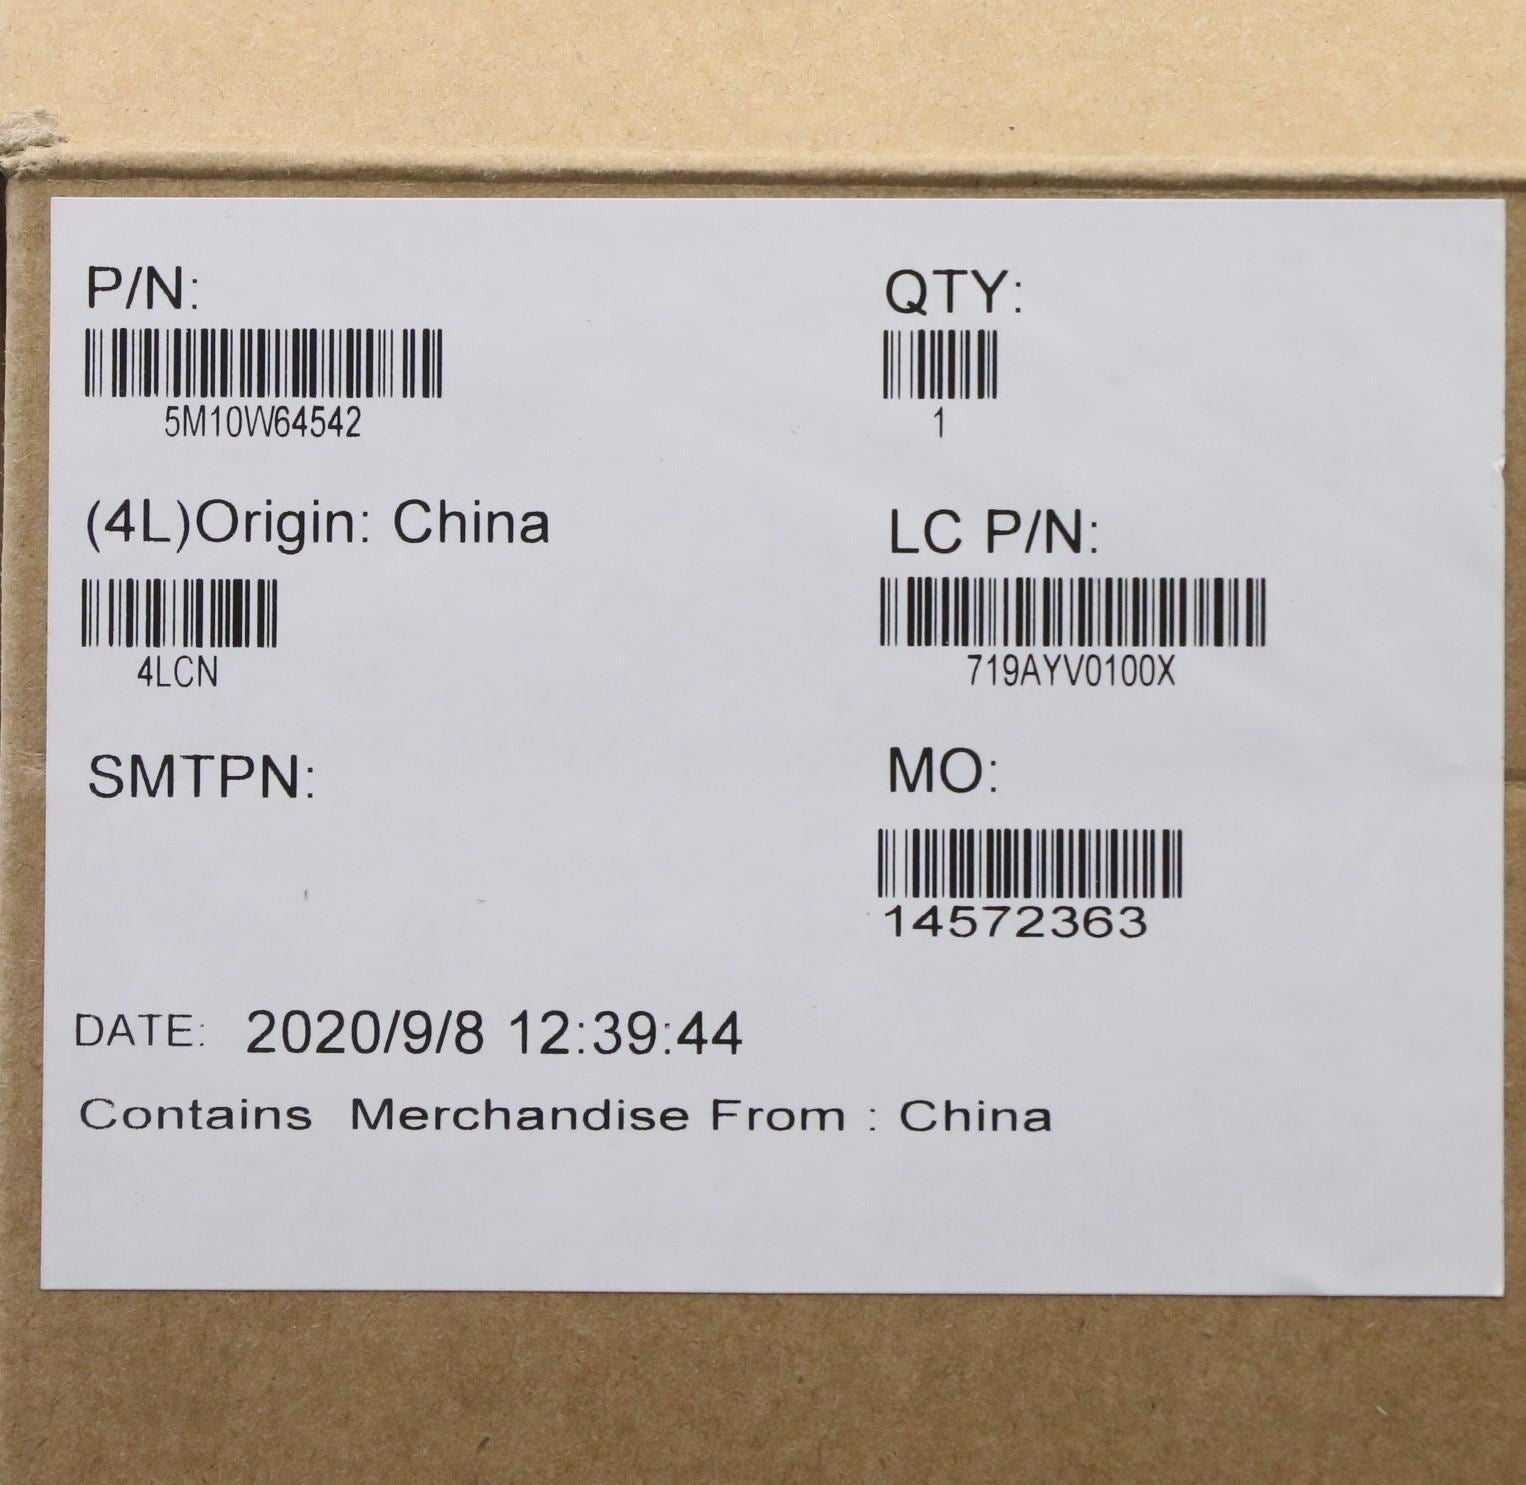 P/N:
5M10W64542
QTY:
1
(4L)Origin: China
4LCN
LC P/N:
719AYV0100X
SMTPN:
MO:
14572363
DATE: 2020/9/8 12:39:44
Contains Merchandise From : China